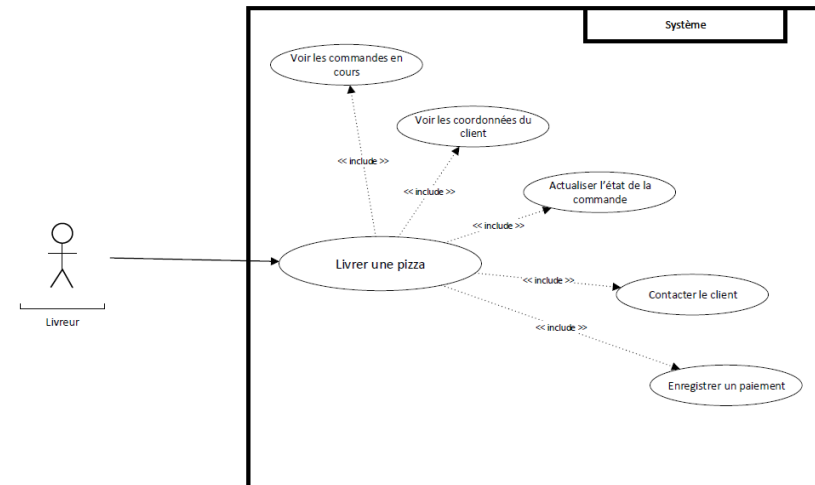 Système
Voir les commandes en
cours
Voir les coordonnées du
client
<< include >>
Actualiser l'état de la
commande
<< include >>
<< include >>
Livrer une pizza
<< include >>
Contacter le client
Livreur
<< include >>
Enregistrer un paiement